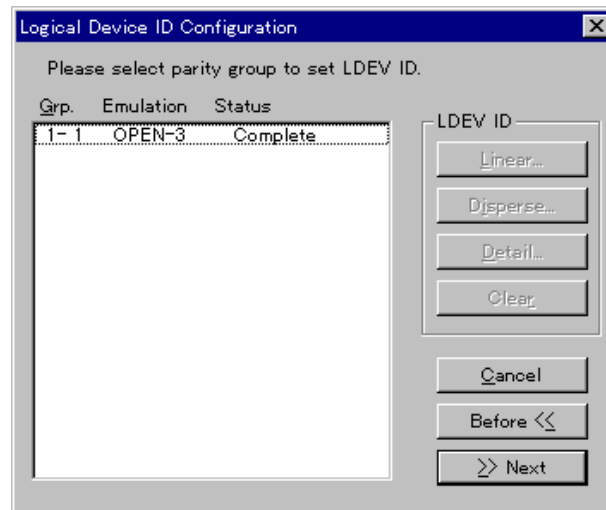 Logical Device ID Configuration
Please select parity group to set LDEV ID.
Grp. Emulation Status
1- 1 OPEN-3 Complete
LDEV ID
Linear...
Disperse...
Detail...
Clear
Cancel
Before <<
>> Next